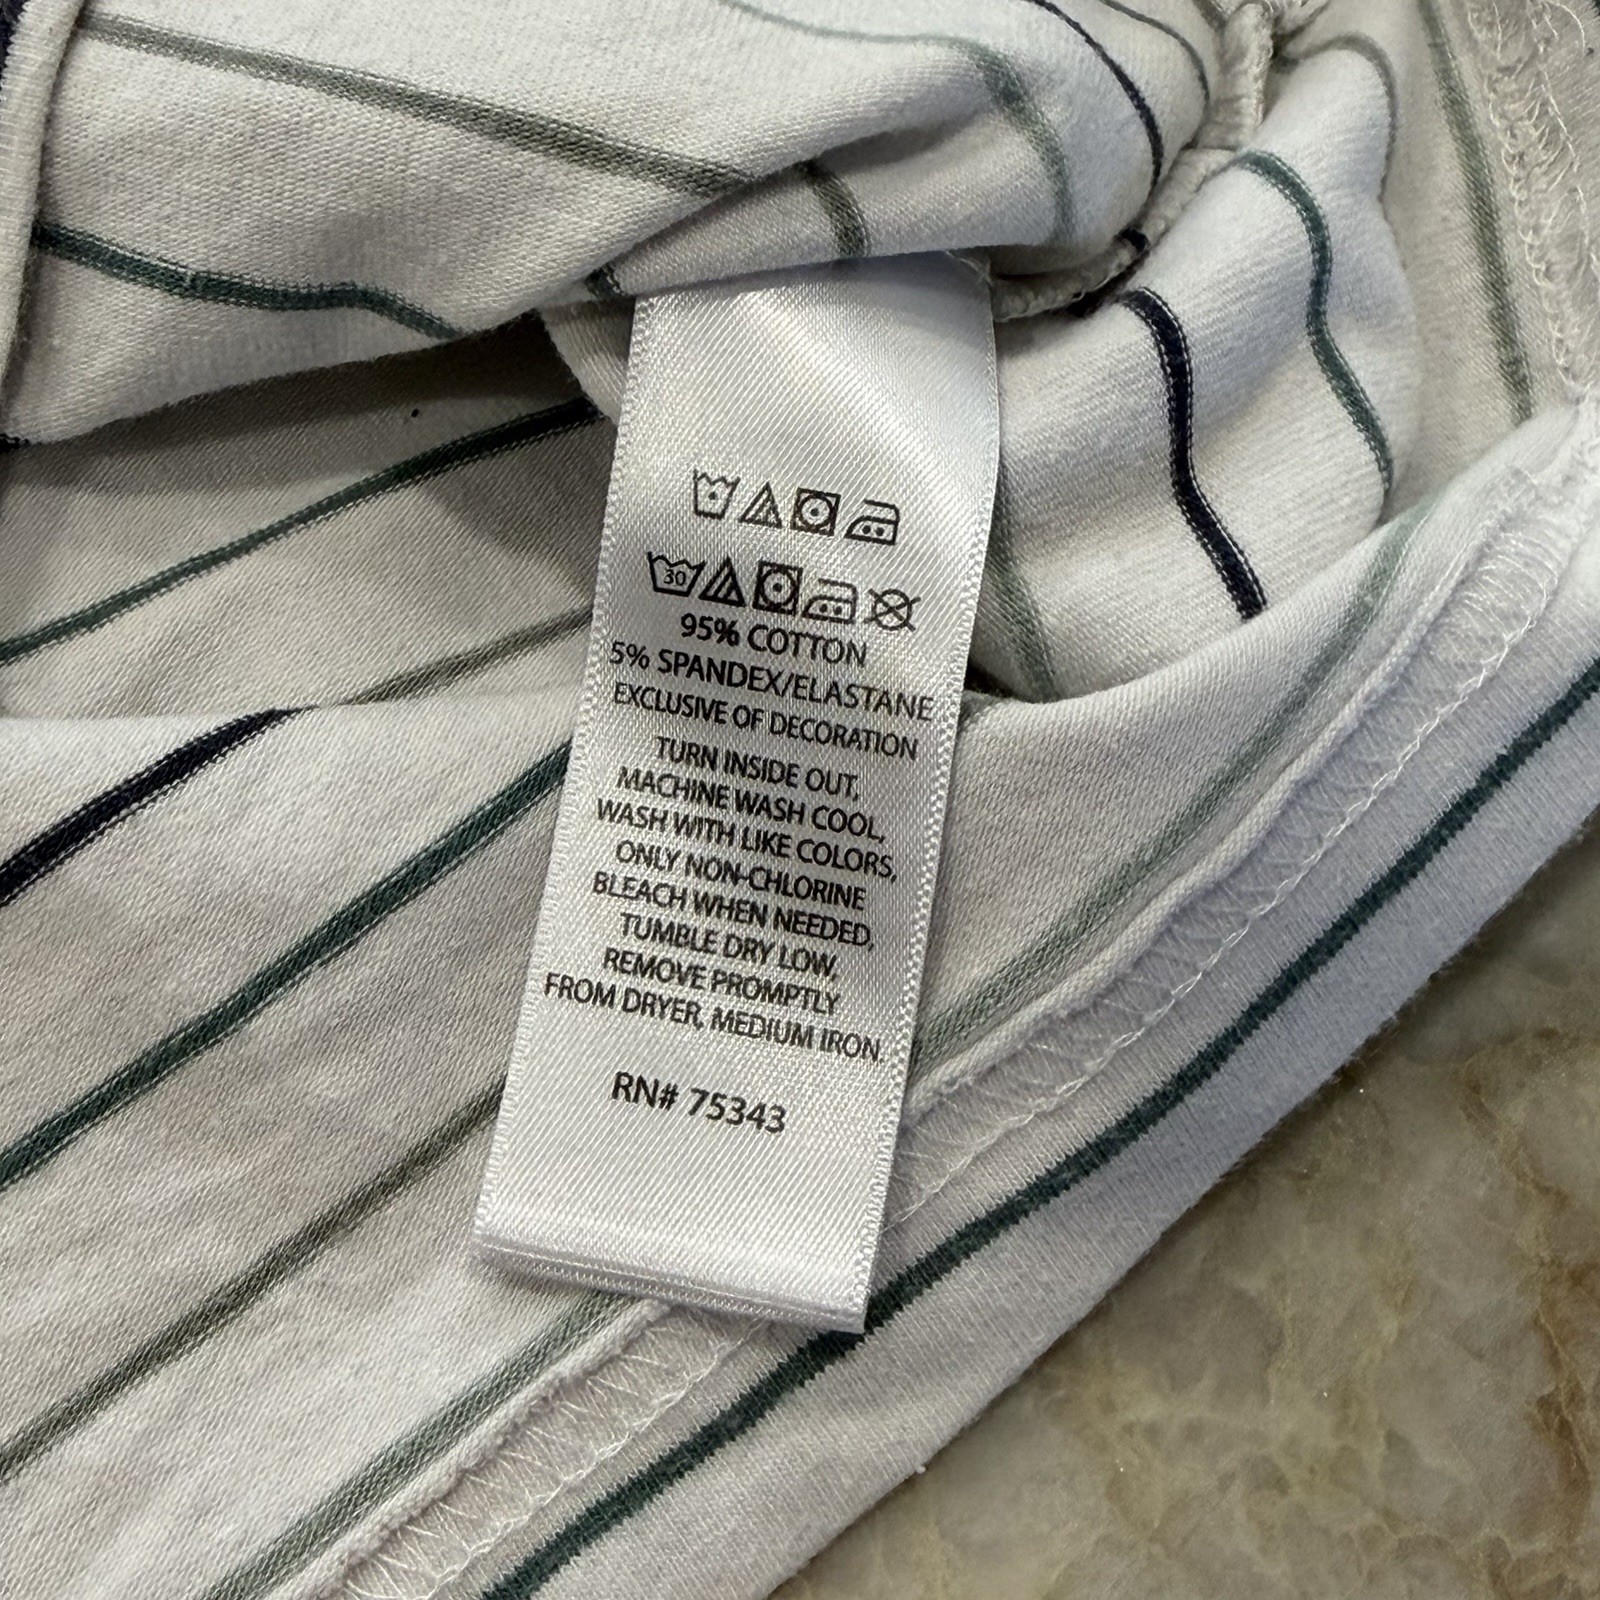 30
95% COTTON
5% SPANDEX/ELASTANE
EXCLUSIVE OF DECORATION
TURN INSIDE OUT,
MACHINE WASH COOL,
WASH WITH LIKE COLORS,
ONLY NON-CHLORINE
BLEACH WHEN NEEDED,
TUMBLE DRY LOW,
REMOVE PROMPTLY
FROM DRYER, MEDIUM IRON.
RN# 75343